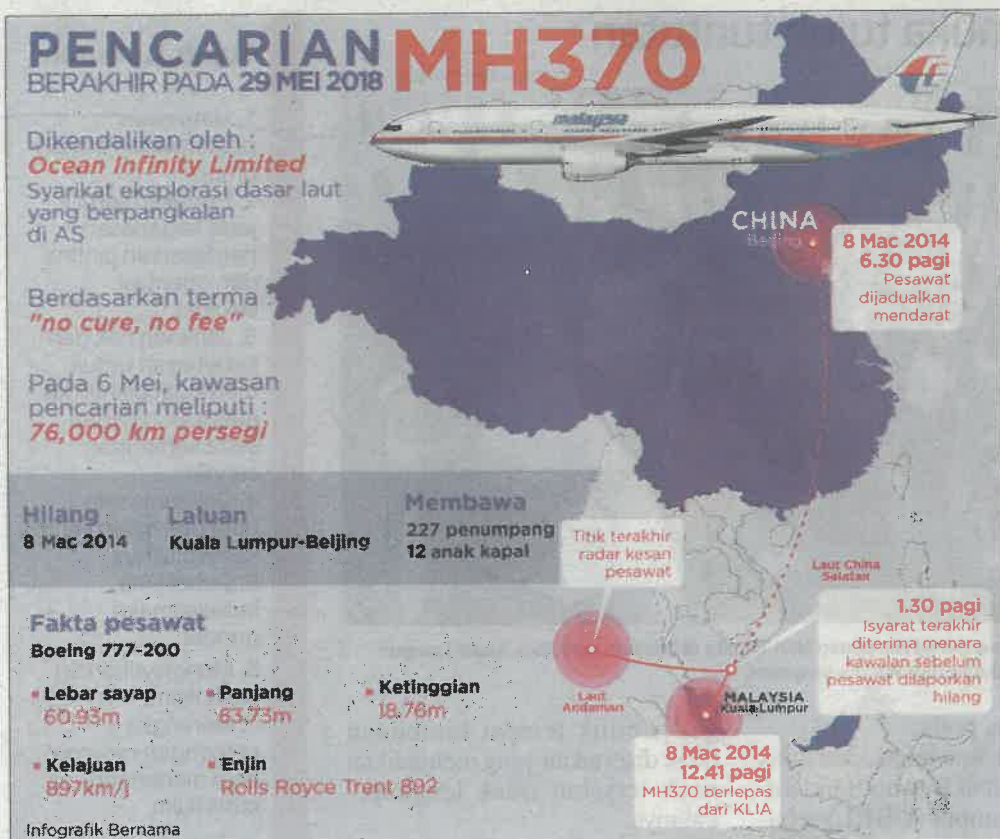 PENCARIAN MH370
BERAKHIR PADA 29 MEI 2018
Dikendalikan oleh :
Ocean Infinity Limited
Syarikat eksplorasi dasar laut
yang berpangkalan
di AS
Berdasarkan terma :
"no cure, no fee"
Pada 6 Mei, kawasan
pencarian meliputi :
76,000 km persegi
malaysia
CHINA
Beijing
8 Mac 2014
6.30 pagi
Pesawat
dijadualkan
mendarat
Hilang
8 Mac 2014
Laluan
Kuala Lumpur-Beijing
Membawa
227 penumpang
12 anak kapal
Titik terakhir
radar kesan
pesawat
Laut China
Selatan
1.30 pagi
Isyarat terakhir
diterima menara
kawalan sebelum
pesawat dilaporkan
hilang
Laut
Andaman
MALAYSIA
Kuala Lumpur
8 Mac 2014
12.41 pagi
MH370 berlepas
dari KLIA
Fakta pesawat
Boeing 777-200
Lebar sayap
60.93m
Panjang
63.73m
Ketinggian
18.76m
Kelajuan
897km/j
Enjin
Rolls Royce Trent 892
Infografik Bernama